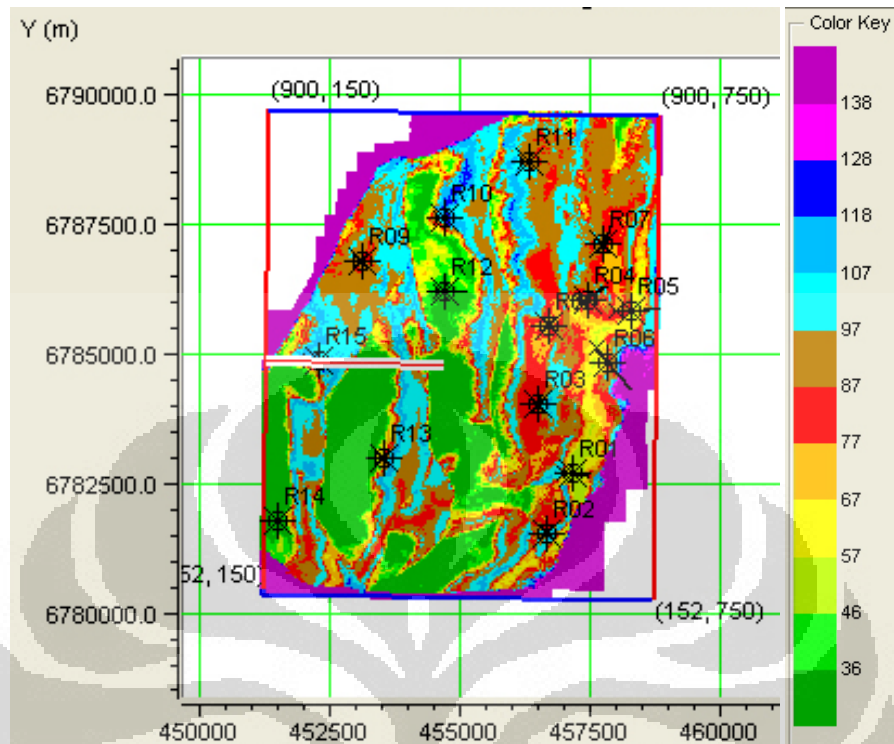 Y (m)
Color Key
6790000.0
(900, 150)
(900, 750)
138
R11
128
R10
118
6787500.0
R09
R07
R12
107
R04
R05
97
6785000.0
R15
R06
87
R03
77
R13
R01
67
6782500.0
R14
R02
57
52, 150)
46
6780000.0
(152, 750)
36
450000 452500 455000 457500 460000